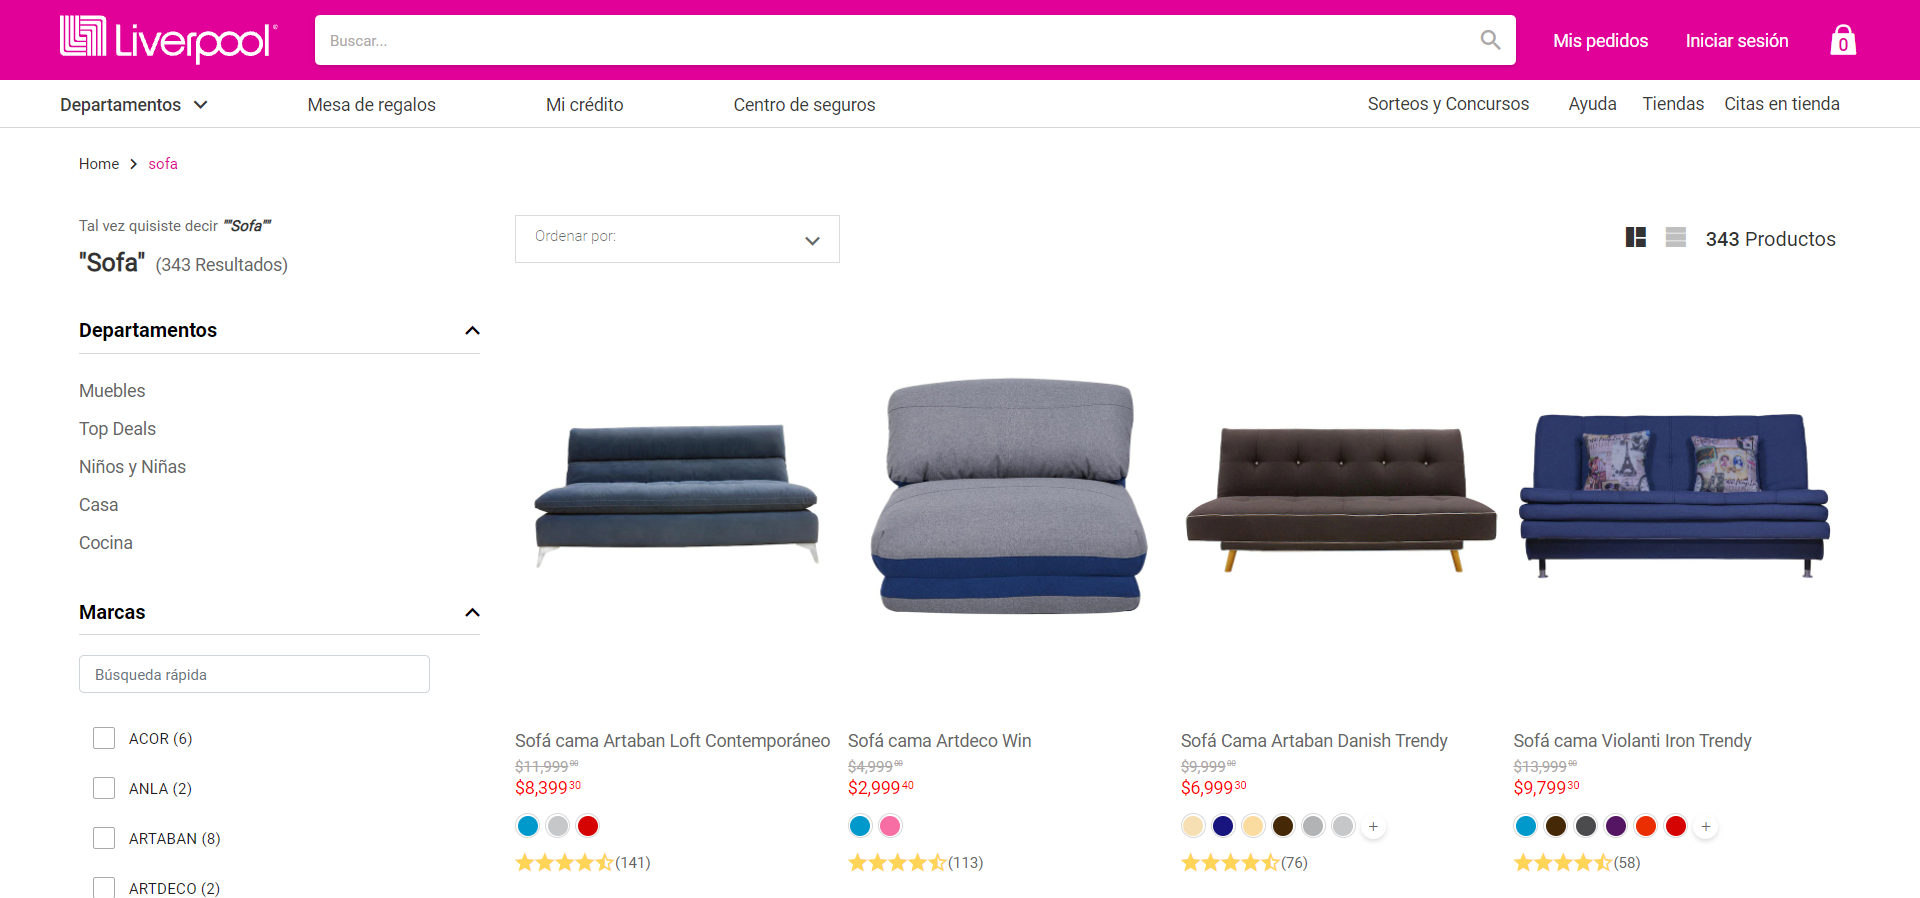 Liverpool
Buscar...
Mis pedidos
Iniciar sesión
0
Departamentos
Mesa de regalos
Mi crédito
Centro de seguros
Sorteos y Concursos
Ayuda
Tiendas
Citas en tienda
Home > sofa
Tal vez quisiste decir ""Sofa""
"Sofa" (343 Resultados)
Ordenar por:
343 Productos
Departamentos
Muebles
Top Deals
Niños y Niñas
Casa
Cocina
Marcas
Búsqueda rápida
ACOR (6)
ANLA (2)
ARTABAN (8)
ARTDECO (2)
Sofá cama Artaban Loft Contemporáneo
$11,999.00
$8,399.30
(141)
Sofá cama Artdeco Win
$4,999.00
$2,999.40
(113)
Sofá Cama Artaban Danish Trendy
$9,999.00
$6,999.30
+
(76)
Sofá cama Violanti Iron Trendy
$13,999.00
$9,799.30
+
(58)